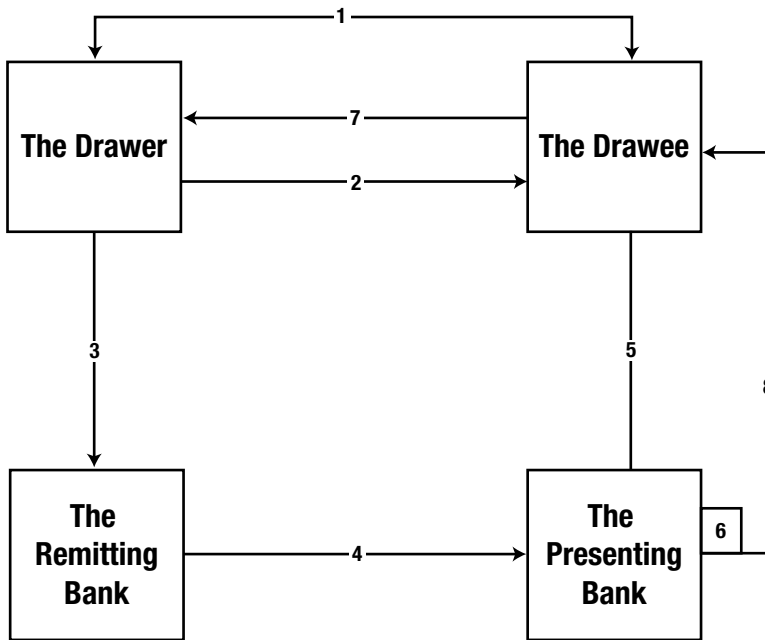 1
The Drawer
7
The Drawee
2
3
5
The
Remitting
Bank
4
The
Presenting
Bank
6